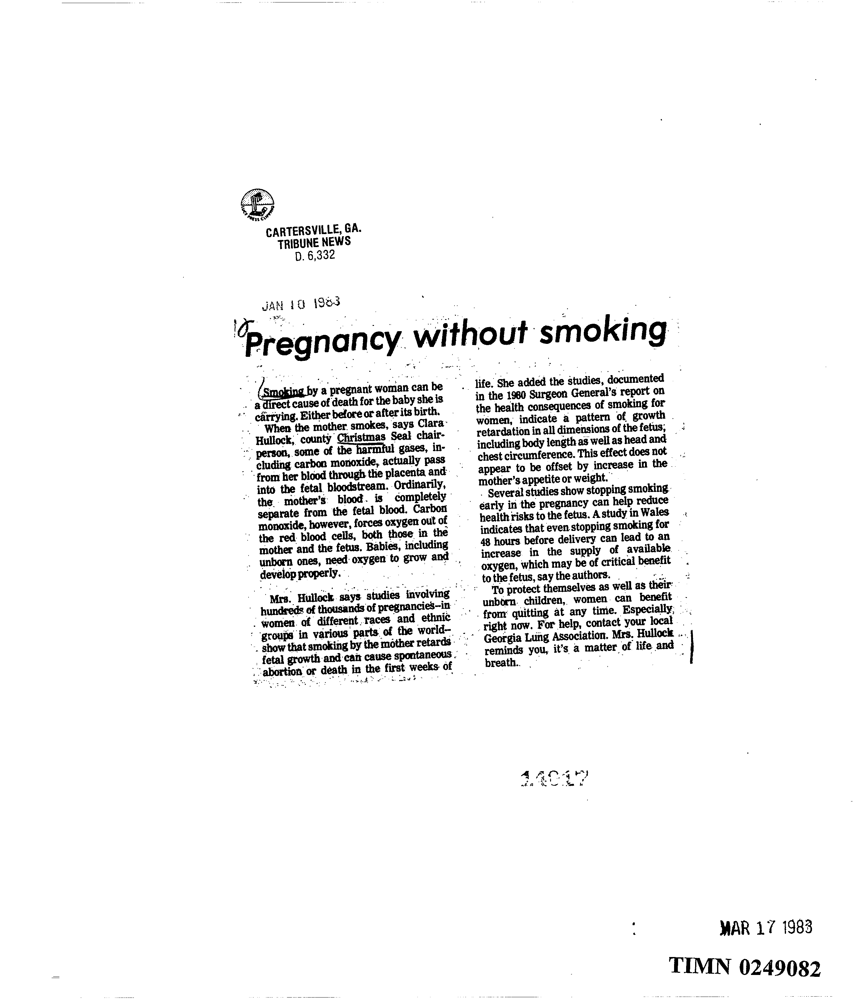 CARTERSVILLE, GA.
TRIBUNE NEWS
D. 6,332
JAN 10 1983
Pregnancy without smoking
Smoking by a pregnant woman can be
a direct cause of death for the baby she is
carrying. Either before or after its birth.
When the mother smokes, says Clara
Hullock, county Christmas Seal chair-
person, some of the harmful gases, in-
cluding carbon monoxide, actually pass
from her blood through the placenta and
into the fetal bloodstream. Ordinarily,
the mother's blood is completely
separate from the fetal blood. Carbon
monoxide, however, forces oxygen out of
the red blood cells, both those in the
mother and the fetus. Babies, including
unborn ones, need oxygen to grow and
develop properly.
Mrs. Hullock says studies involving
hundreds of thousands of pregnancies--in
women of different races and ethnic
groups in various parts of the world--
show that smoking by the mother retards
fetal growth and can cause spontaneous
abortion or death in the first weeks of
life. She added the studies, documented
in the 1980 Surgeon General's report on
the health consequences of smoking for
women, indicate a pattern of growth
retardation in all dimensions of the fetus;
including body length as well as head and
chest circumference. This effect does not
appear to be offset by increase in the
mother's appetite or weight.
Several studies show stopping smoking
early in the pregnancy can help reduce
health risks to the fetus. A study in Wales
indicates that even stopping smoking for
48 hours before delivery can lead to an
increase in the supply of available
oxygen, which may be of critical benefit
to the fetus, say the authors.
To protect themselves as well as their
unborn children, women can benefit
from quitting at any time. Especially,
right now. For help, contact your local
Georgia Lung Association. Mrs. Hullock
reminds you, it's a matter of life and
breath.
14017
MAR 17 1983
TIMN 0249082